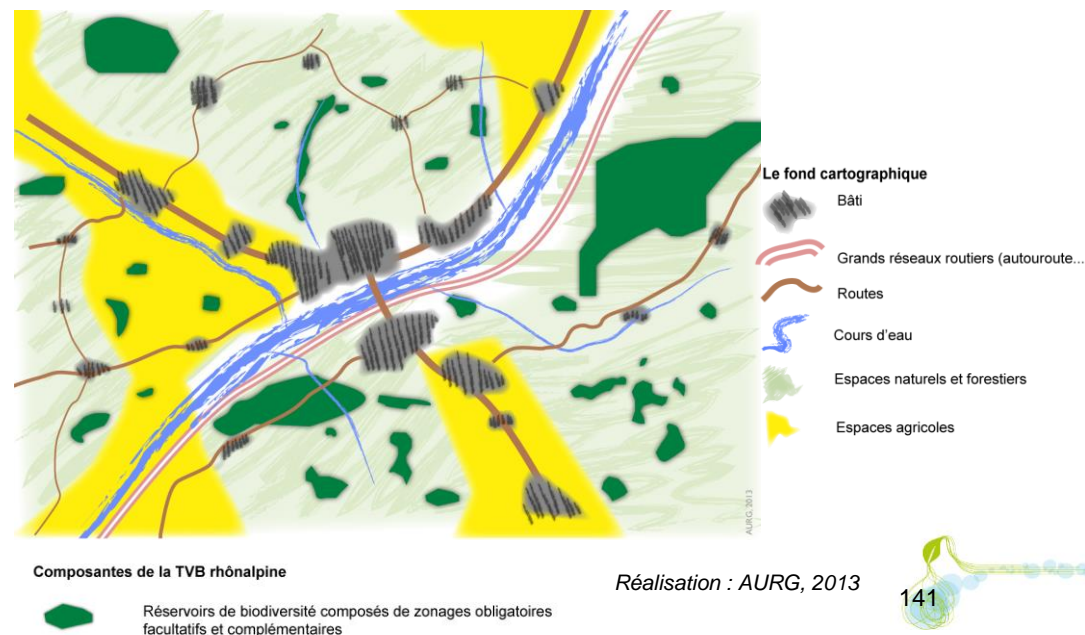 Le fond cartographique
Bâti
Grands réseaux routiers (autouroute...
Routes
Cours d'eau
Espaces naturels et forestiers
Espaces agricoles
AURG, 2013
Composantes de la TVB rhônalpine
Réservoirs de biodiversité composés de zonages obligatoires
facultatifs et complémentaires
Réalisation : AURG, 2013
141